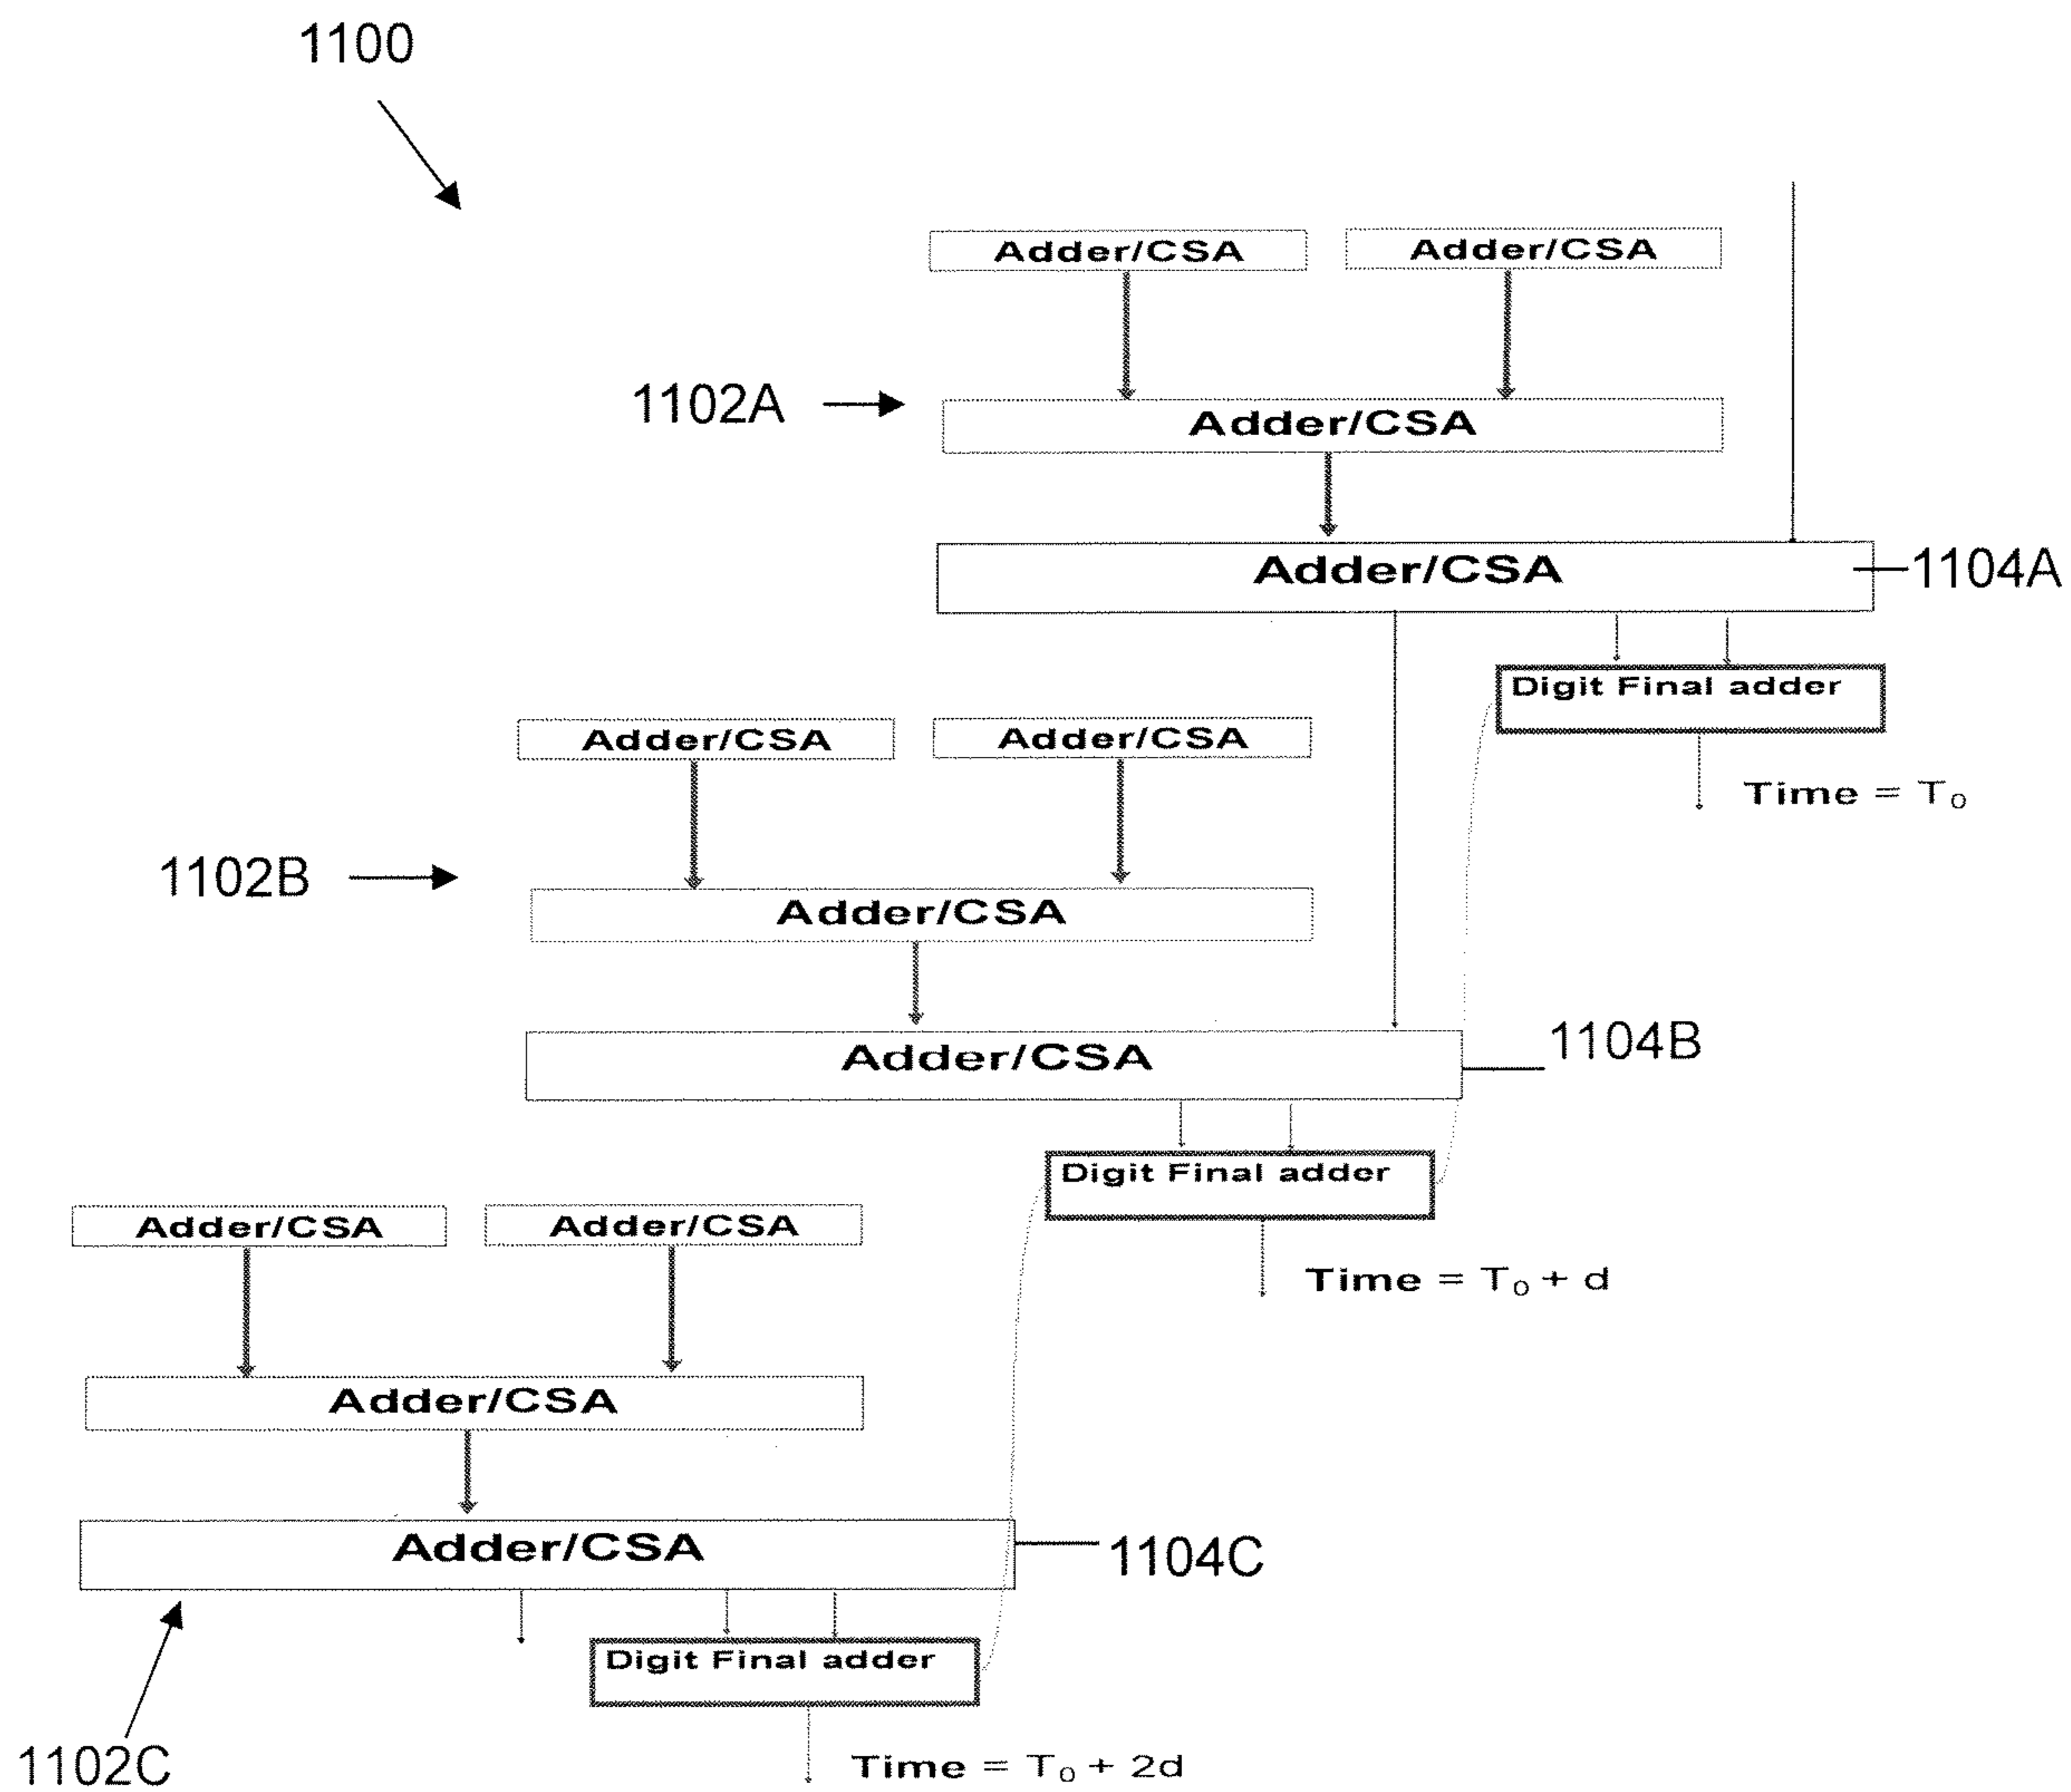 1100
Adder/CSA
Adder/CSA
1102A
Adder/CSA
Adder/CSA
1104A
Digit Final adder
Time = T₀
Adder/CSA
Adder/CSA
1102B
Adder/CSA
Adder/CSA
1104B
Digit Final adder
Time = T₀ + d
Adder/CSA
Adder/CSA
Adder/CSA
Adder/CSA
1104C
Digit Final adder
1102C
Time = T₀ + 2d